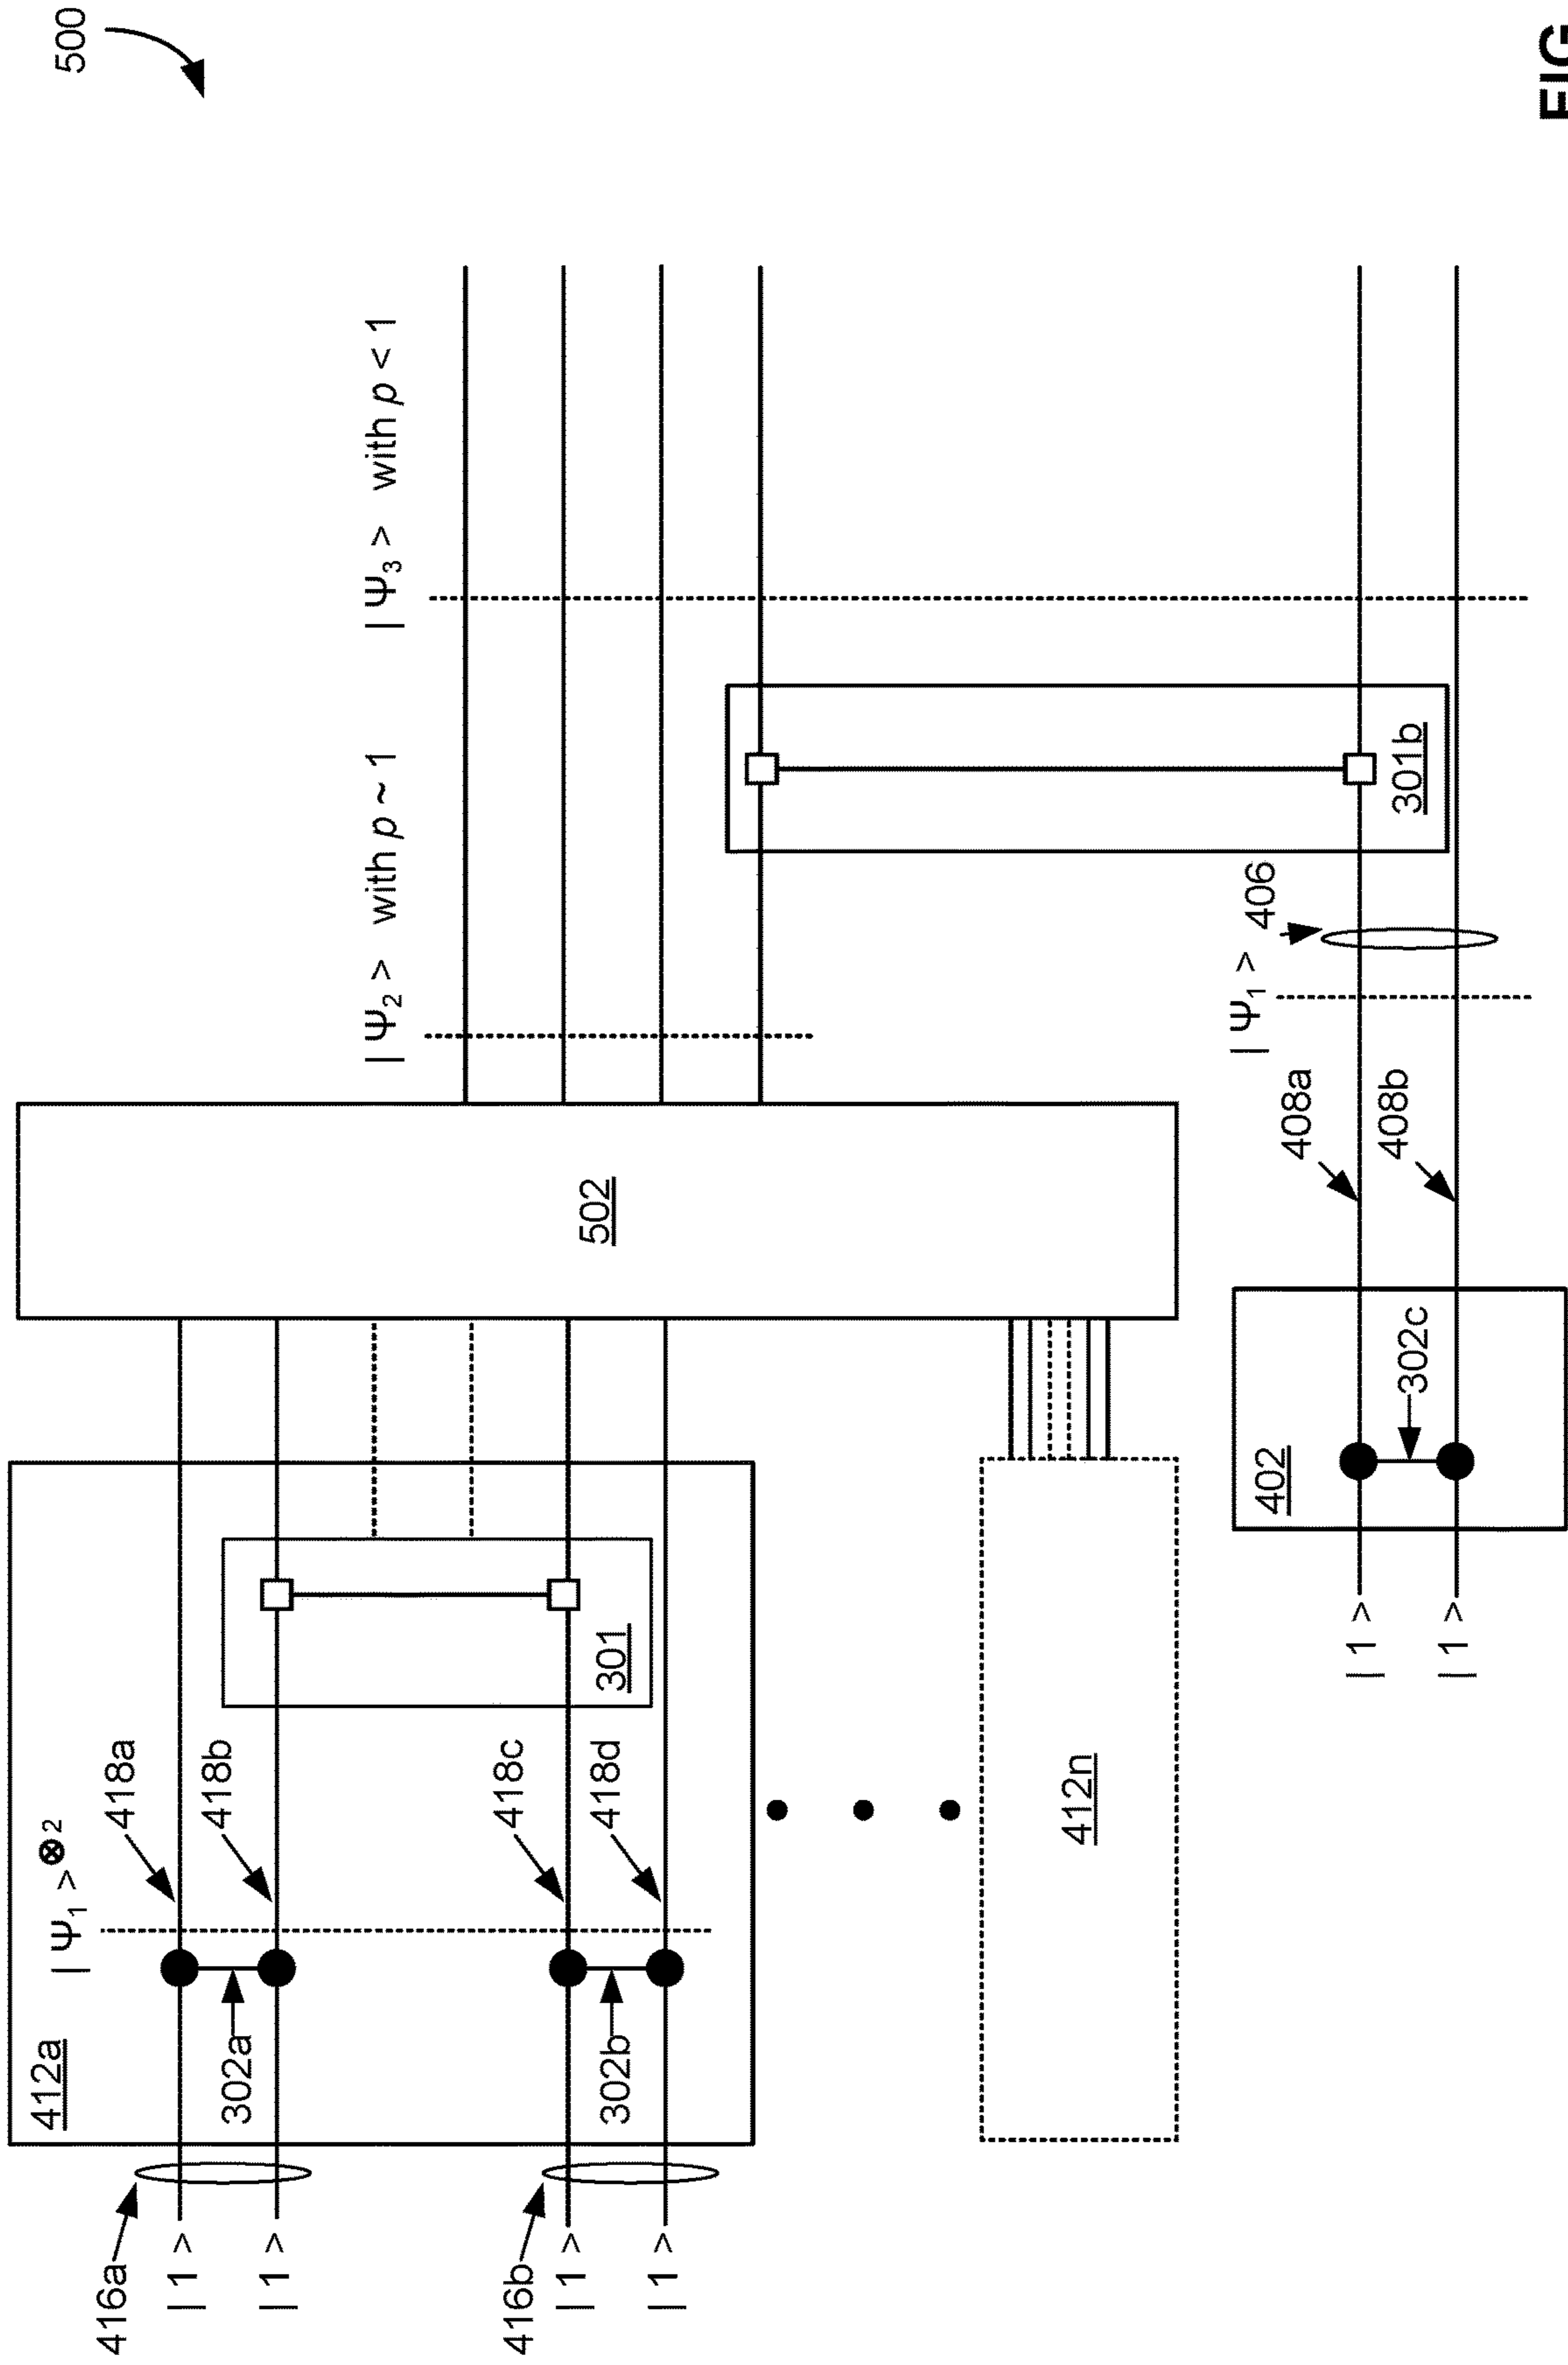 500
|Ψ₃ > with p < 1
|Ψ₂ > with p ~ 1
|Ψ₁ >⊗2
412a
416a
418a
| 1 >
302a
418b
| 1 >
301
502
416b
418c
| 1 >
302b
418d
| 1 >
412n
301b
|Ψ₁ >
406
402
408a
| 1 >
302c
408b
| 1 >
FIG